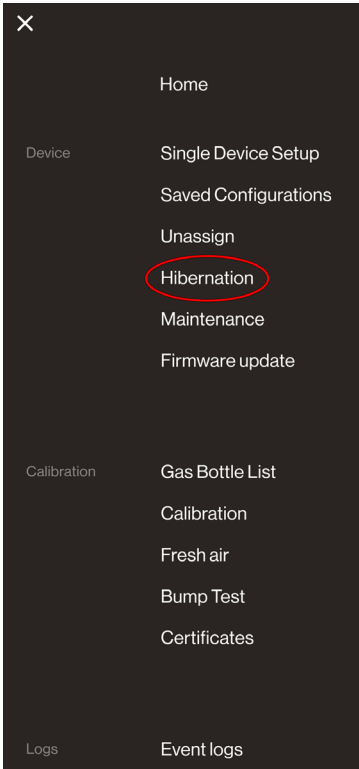 Home
Device Single Device Setup
Saved Configurations
Unassign
Hibernation
Maintenance
Firmware update
Calibration Gas Bottle List
Calibration
Fresh air
Bump Test
Certificates
Logs Event logs